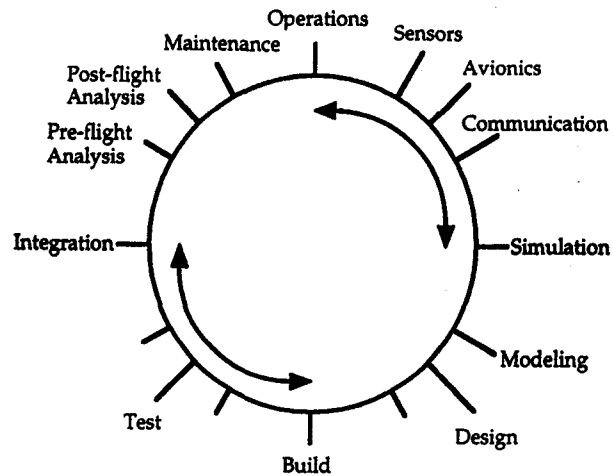 Operations
Sensors
Avionics
Communication
Simulation
Modeling
Design
Build
Test
Integration
Pre-flight
Analysis
Post-flight
Analysis
Maintenance